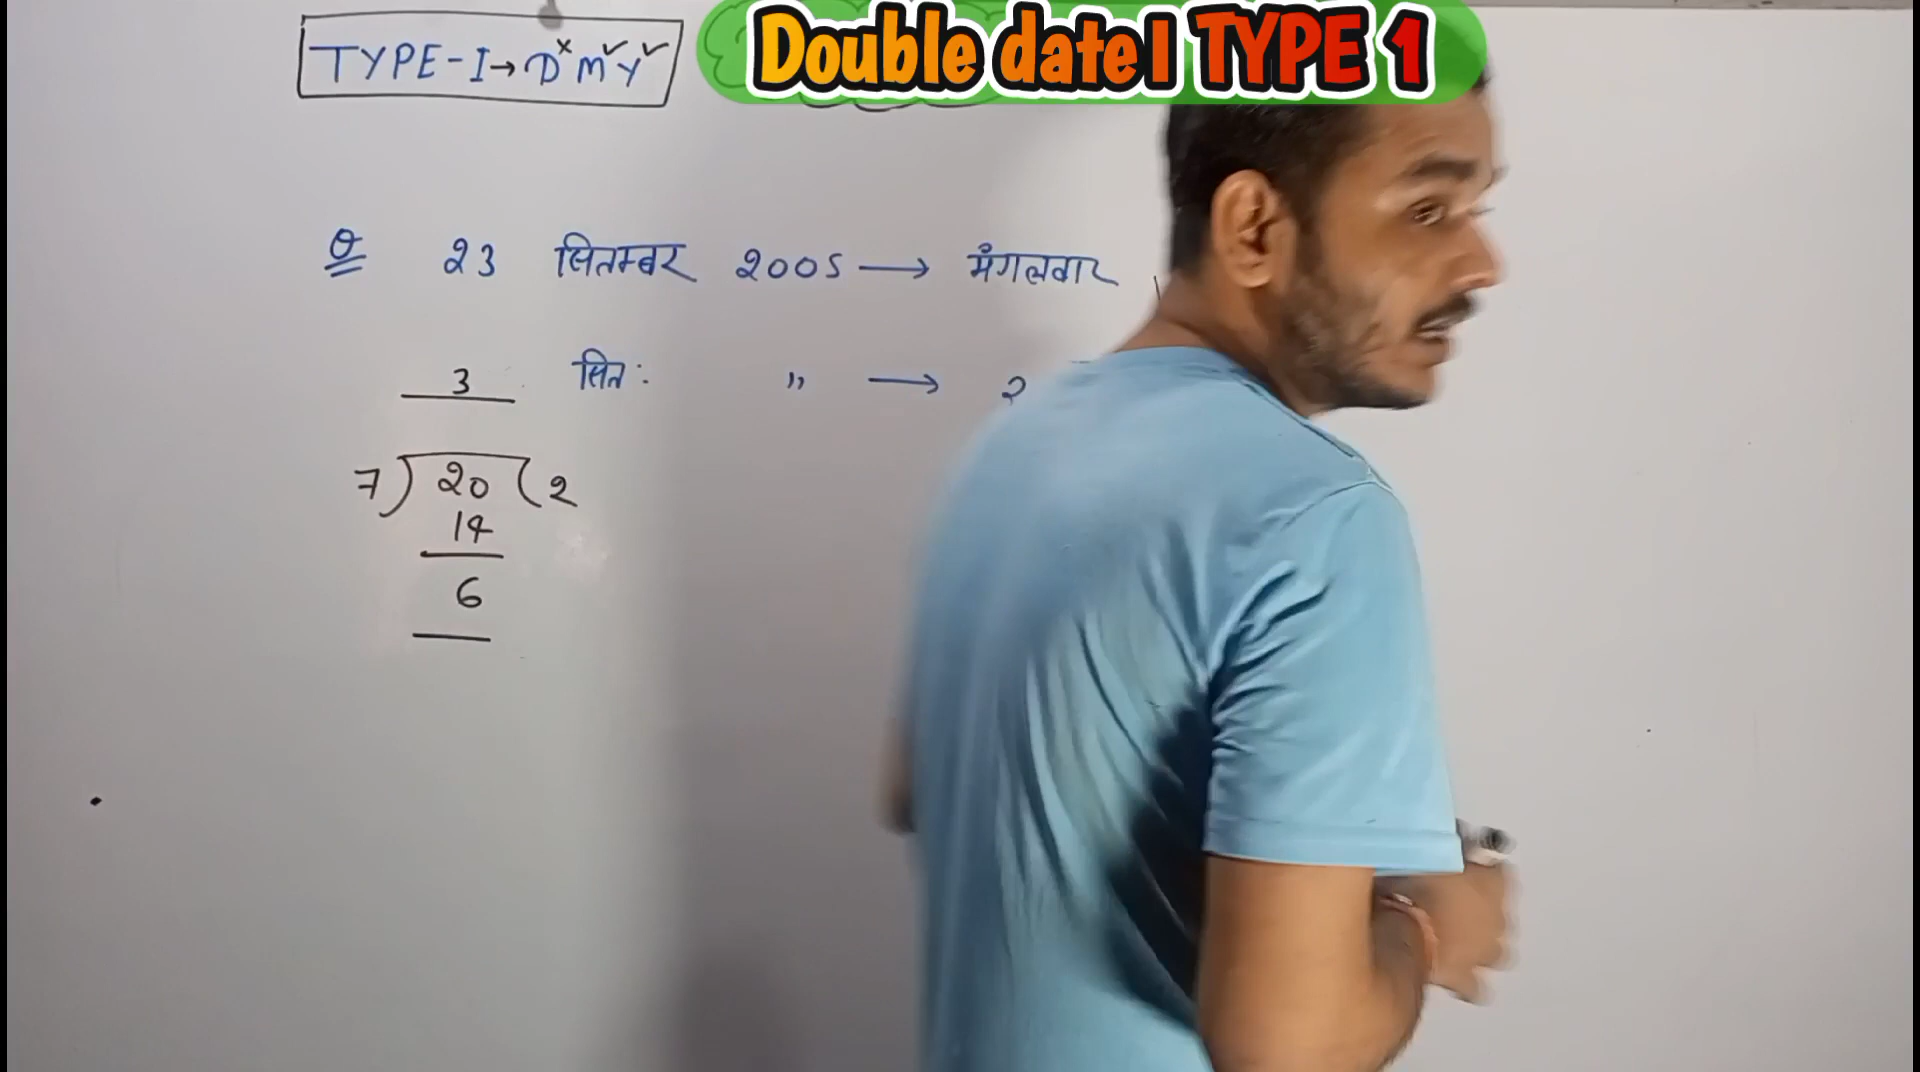 TYPE-I→ D× M✓ Y✓
Double date| TYPE 1
Q 23 सितम्बर 2005 → मंगलवार
3 सित: " → ?
7) 20 (2
14
6